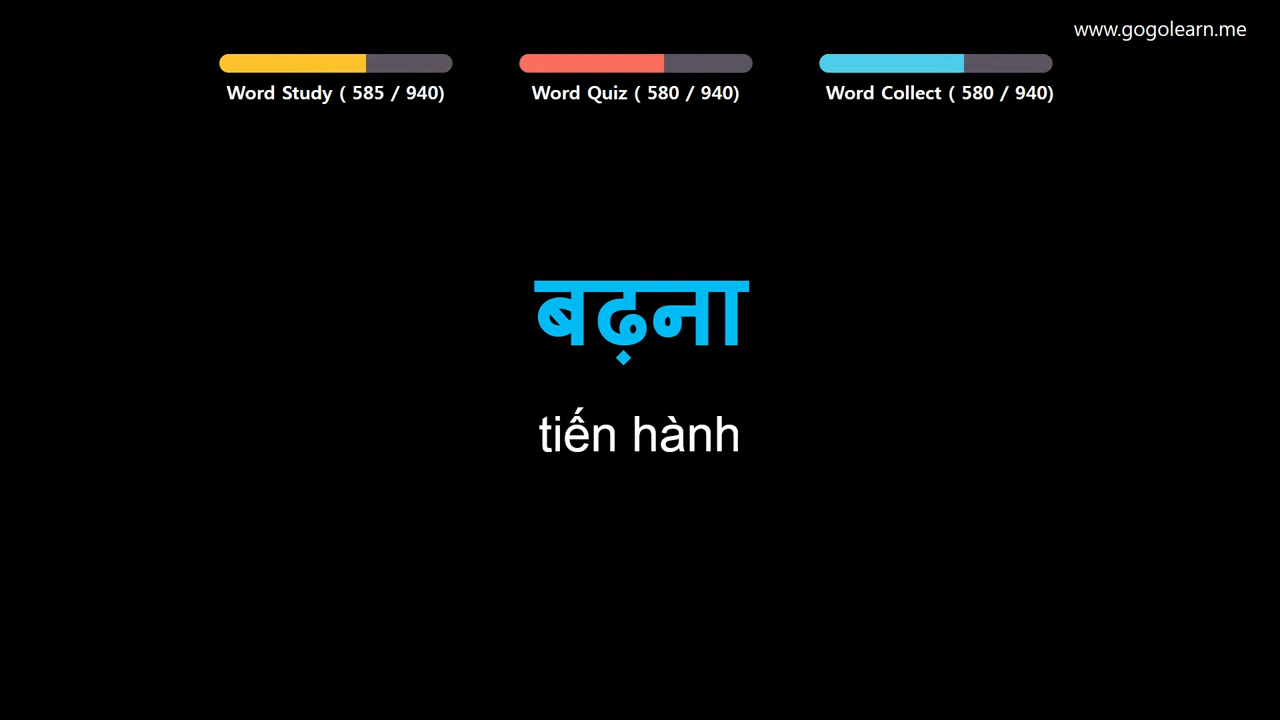 www.gogolearn.me
Word Study ( 585 / 940)
Word Quiz ( 580 / 940)
Word Collect ( 580 / 940)
बढ़ना
tiến hành